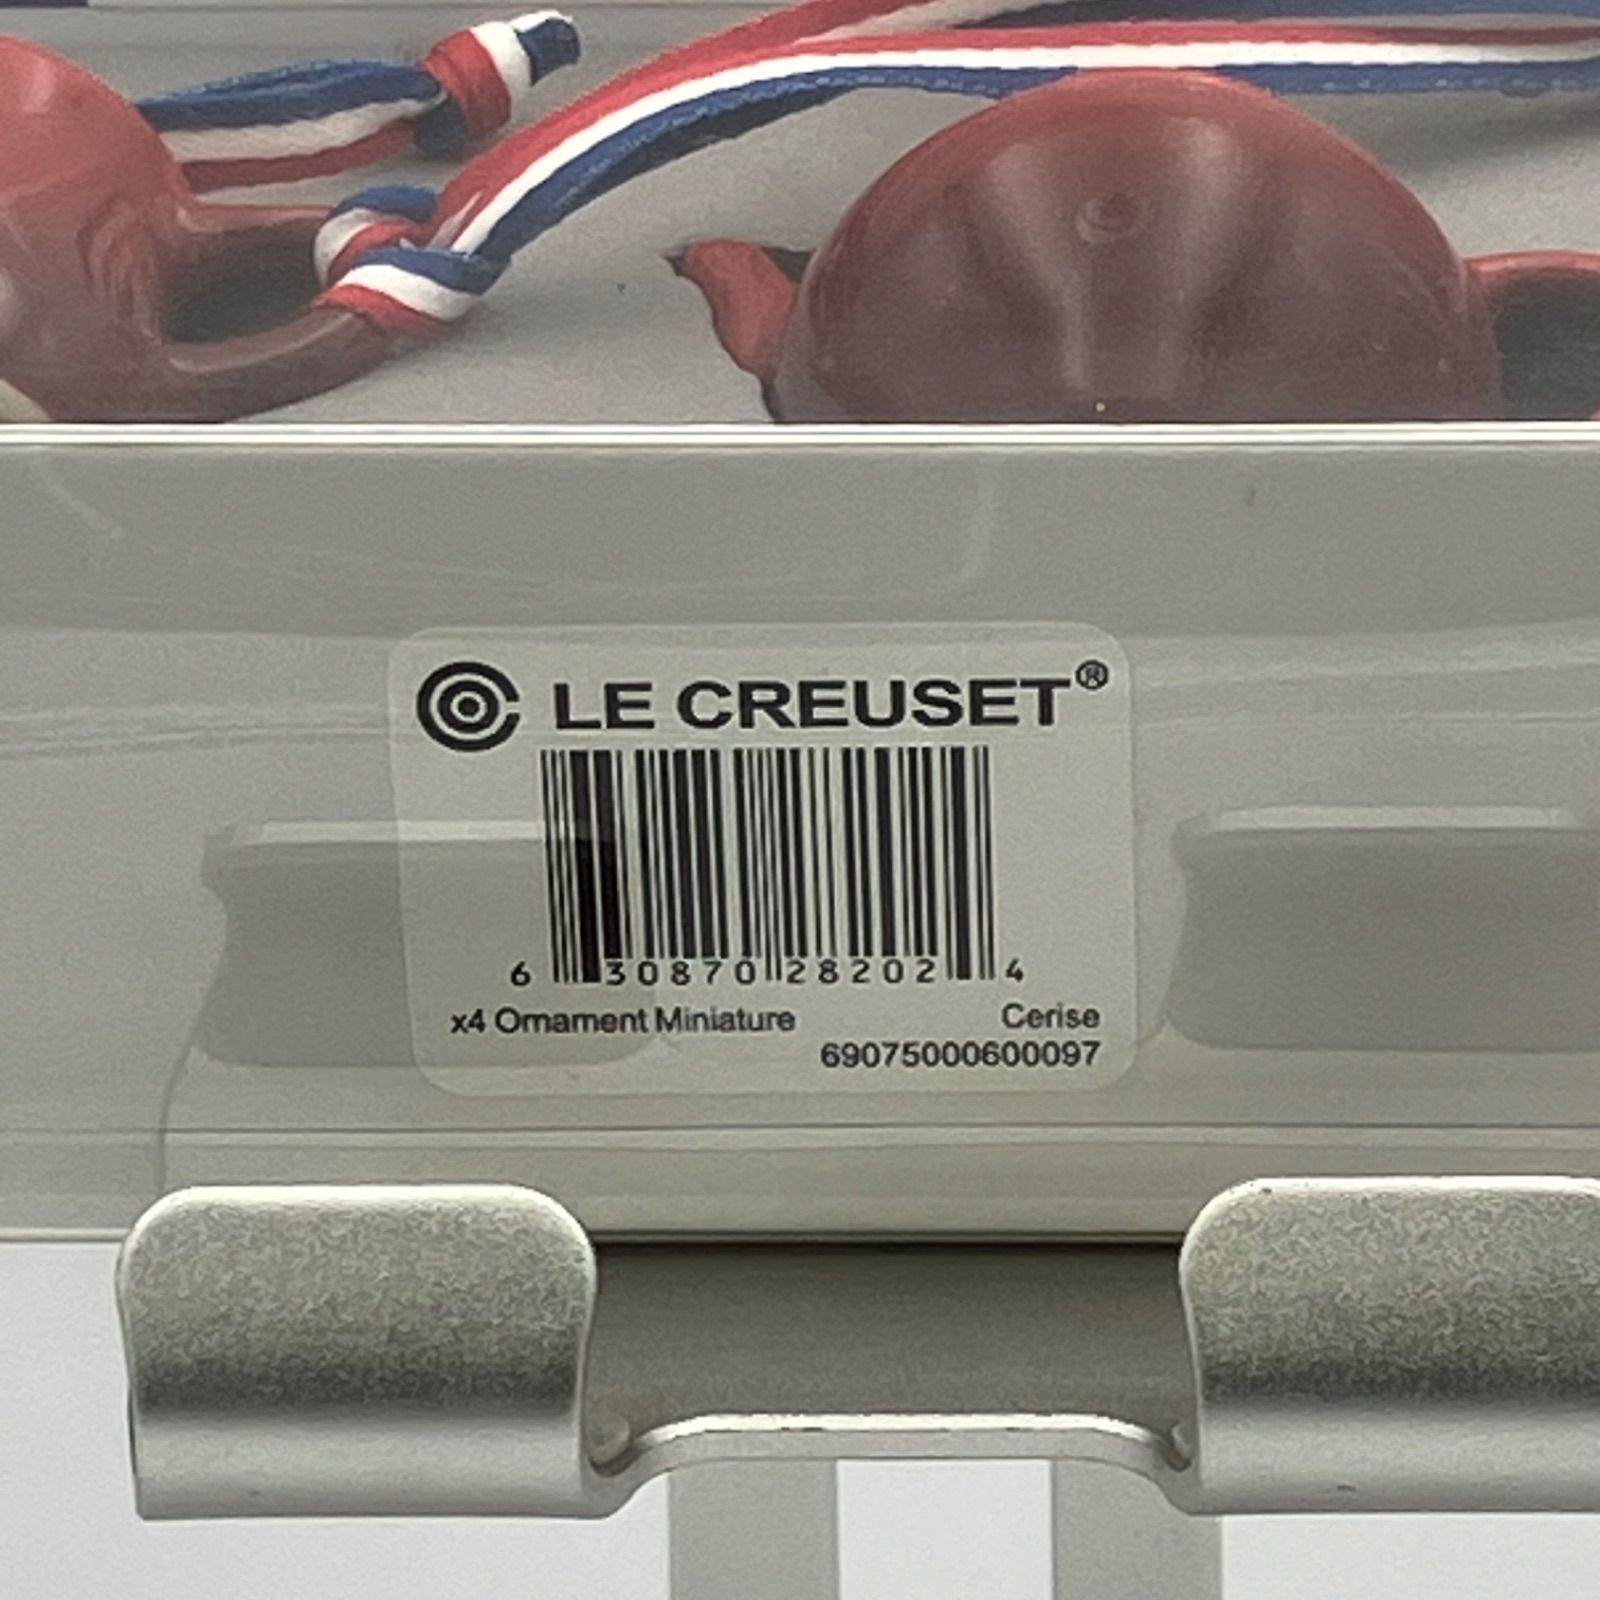 LE CREUSET®
6 30870 28202 4
x4 Ornament Miniature Cerise
69075000600097